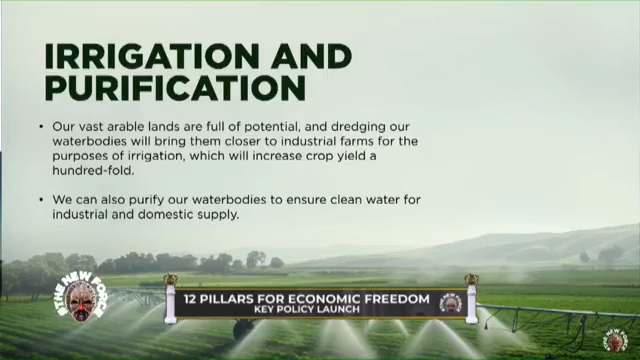 IRRIGATION AND
PURIFICATION
• Our vast arable lands are full of potential, and dredging our
waterbodies will bring them closer to industrial farms for the
purposes of irrigation, which will increase crop yield a
hundred-fold.
• We can also purify our waterbodies to ensure clean water for
industrial and domestic supply.
#THE NEW FORCE
12 PILLARS FOR ECONOMIC FREEDOM
KEY POLICY LAUNCH